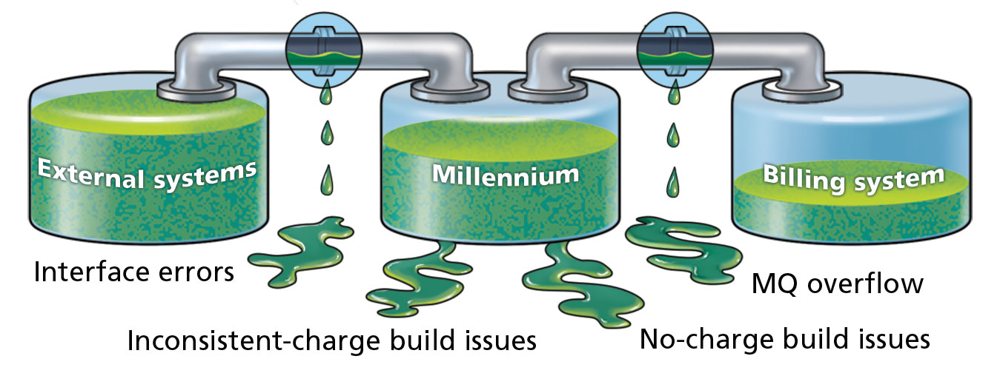 External systems
Millennium
Billing system
Interface errors
MQ overflow
Inconsistent-charge build issues
No-charge build issues